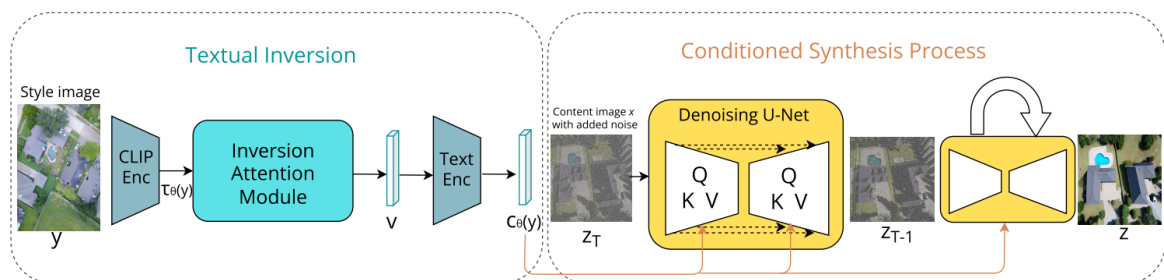 Textual Inversion
Conditioned Synthesis Process
Style image
y
CLIP
Enc
τθ(y)
Inversion
Attention
Module
v
Text
Enc
cθ(y)
Content image x
with added noise
zT
Denoising U-Net
Q
K V
Q
K V
zT-1
z